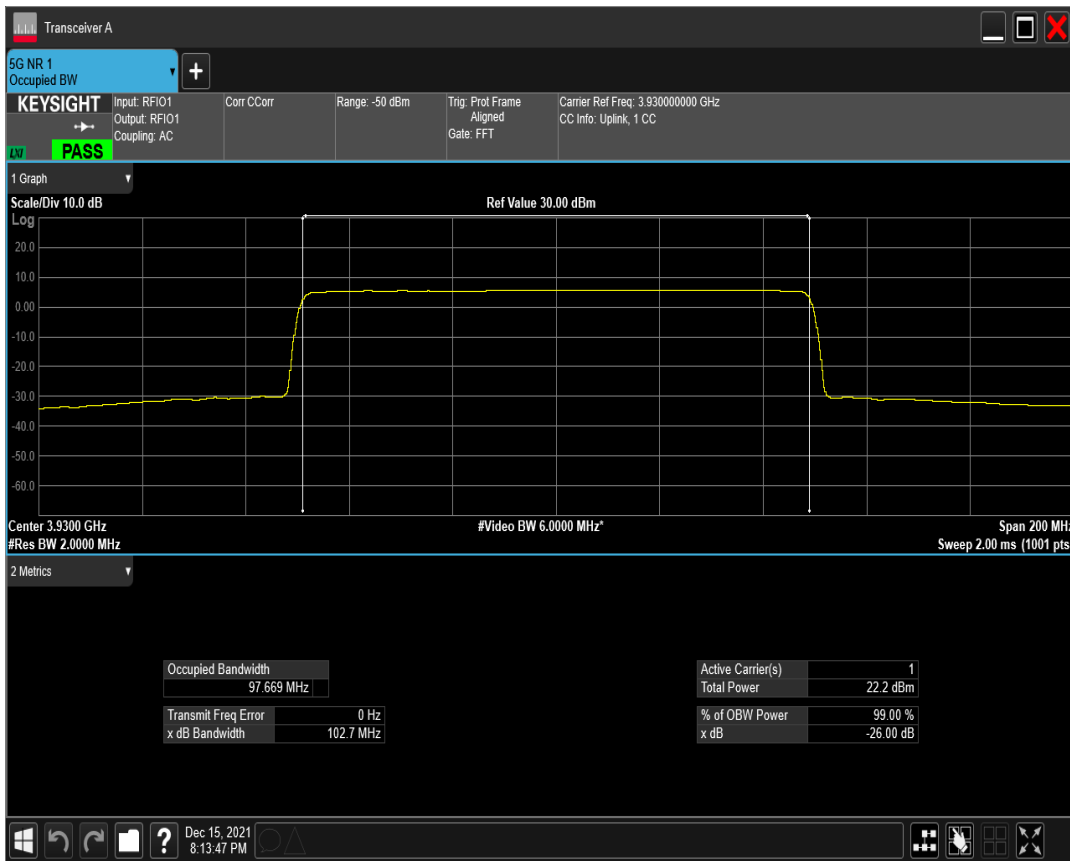 Transceiver A
5G NR 1
Occupied BW
+
KEYSIGHT
LXI
PASS
Input: RFIO1
Output: RFIO1
Coupling: AC
Corr CCorr
Range: -50 dBm
Trig: Prot Frame
Aligned
Gate: FFT
Carrier Ref Freq: 3.930000000 GHz
CC Info: Uplink, 1 CC
1 Graph
Scale/Div 10.0 dB
Ref Value 30.00 dBm
Log
20.0
10.0
0.00
-10.0
-20.0
-30.0
-40.0
-50.0
-60.0
Center 3.9300 GHz
#Video BW 6.0000 MHz*
Span 200 MHz
#Res BW 2.0000 MHz
Sweep 2.00 ms (1001 pts
2 Metrics
Occupied Bandwidth
97.669 MHz
Transmit Freq Error 0 Hz
x dB Bandwidth 102.7 MHz
Active Carrier(s) 1
Total Power 22.2 dBm
% of OBW Power 99.00 %
x dB -26.00 dB
?
Dec 15, 2021
8:13:47 PM